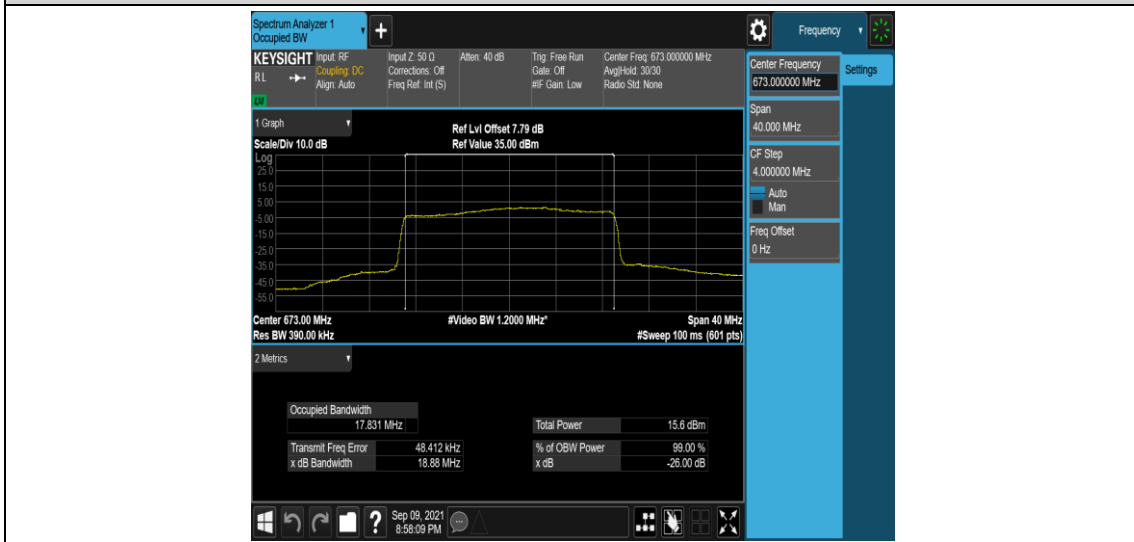 Spectrum Analyzer 1
Occupied BW
+
Frequency
KEYSIGHT
RL
LXI
Input: RF
Coupling: DC
Align: Auto
Input Z: 50 Ω
Corrections: Off
Freq Ref: Int (S)
Atten: 40 dB
Trig: Free Run
Gate: Off
#IF Gain: Low
Center Freq: 673.000000 MHz
Avg|Hold: 30/30
Radio Std: None
Center Frequency
673.000000 MHz
Settings
Span
40.000 MHz
CF Step
4.000000 MHz
Auto
Man
Freq Offset
0 Hz
1 Graph
Ref Lvl Offset 7.79 dB
Scale/Div 10.0 dB
Ref Value 35.00 dBm
Log
25.0
15.0
5.00
-5.00
-15.0
-25.0
-35.0
-45.0
-55.0
Center 673.00 MHz
#Video BW 1.2000 MHz*
Span 40 MHz
Res BW 390.00 kHz
#Sweep 100 ms (601 pts)
2 Metrics
Occupied Bandwidth
17.831 MHz
Total Power 15.6 dBm
Transmit Freq Error 48.412 kHz
% of OBW Power 99.00 %
x dB Bandwidth 18.88 MHz
x dB -26.00 dB
?
Sep 09, 2021
8:58:09 PM